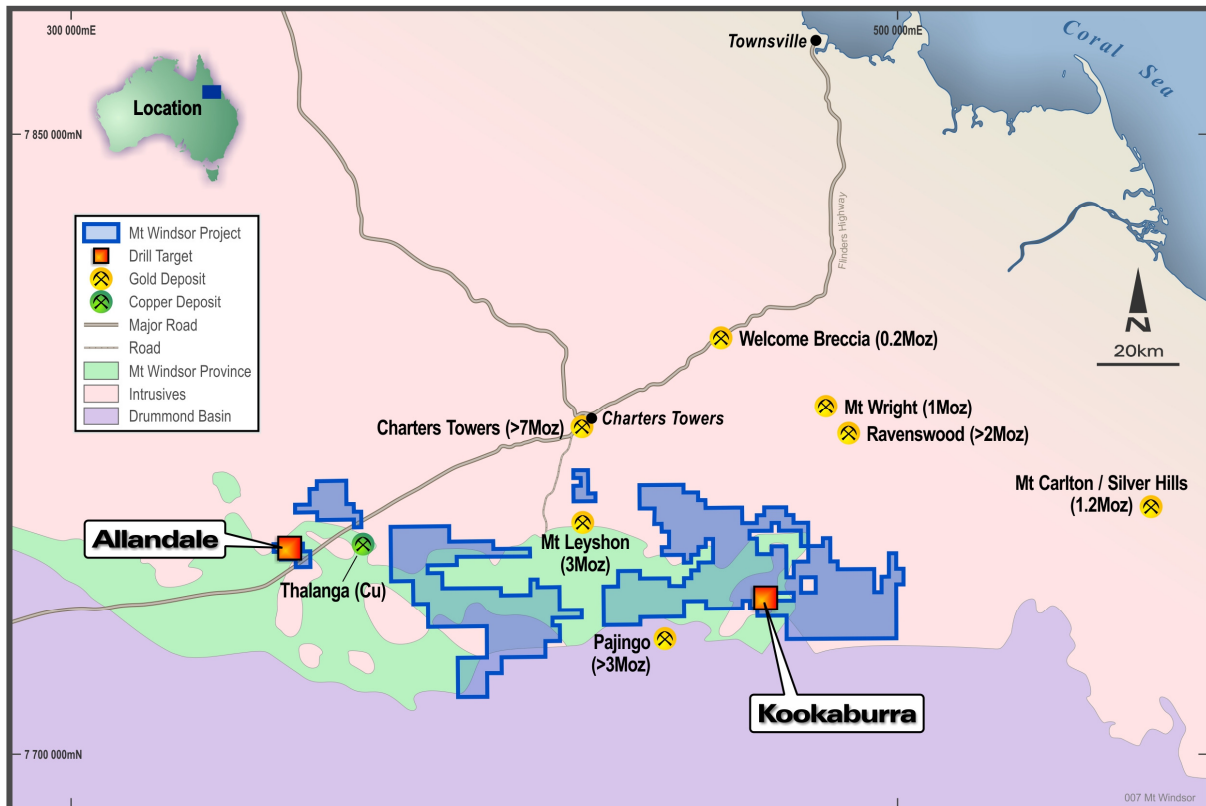 300 000mE
500 000mE
Townsville
Coral Sea
Location
7 850 000mN
Flinders Highway
Mt Windsor Project
Drill Target
Gold Deposit
Copper Deposit
Major Road
Road
Mt Windsor Province
Intrusives
Drummond Basin
N
20km
Welcome Breccia (0.2Moz)
Mt Wright (1Moz)
Charters Towers (>7Moz)
Charters Towers
Ravenswood (>2Moz)
Mt Carlton / Silver Hills
(1.2Moz)
Allandale
Mt Leyshon
(3Moz)
Thalanga (Cu)
Pajingo
(>3Moz)
Kookaburra
7 700 000mN
007 Mt Windsor